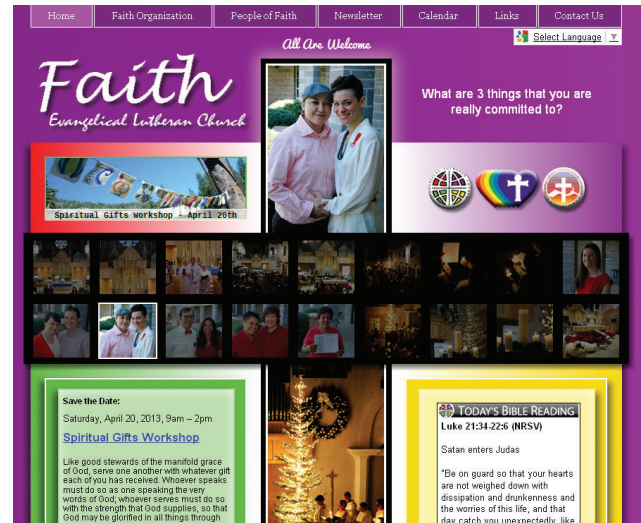 Home Faith Organization People of Faith Newsletter Calendar Links Contact Us
Select Language ▼
All Are Welcome
Faith
Evangelical Lutheran Church
What are 3 things that you are
really committed to?
Spiritual Gifts Workshop - April 20th
Save the Date:
Saturday, April 20, 2013, 9am – 2pm
Spiritual Gifts Workshop
Like good stewards of the manifold grace
of God, serve one another with whatever gift
each of you has received. Whoever speaks
must do so as one speaking the very
words of God; whoever serves must do so
with the strength that God supplies, so that
God may be glorified in all things through
TODAY'S BIBLE READING
Luke 21:34-22:6 (NRSV)
Satan enters Judas
"Be on guard so that your hearts
are not weighed down with
dissipation and drunkenness and
the worries of this life, and that
day catch you unexpectedly, like